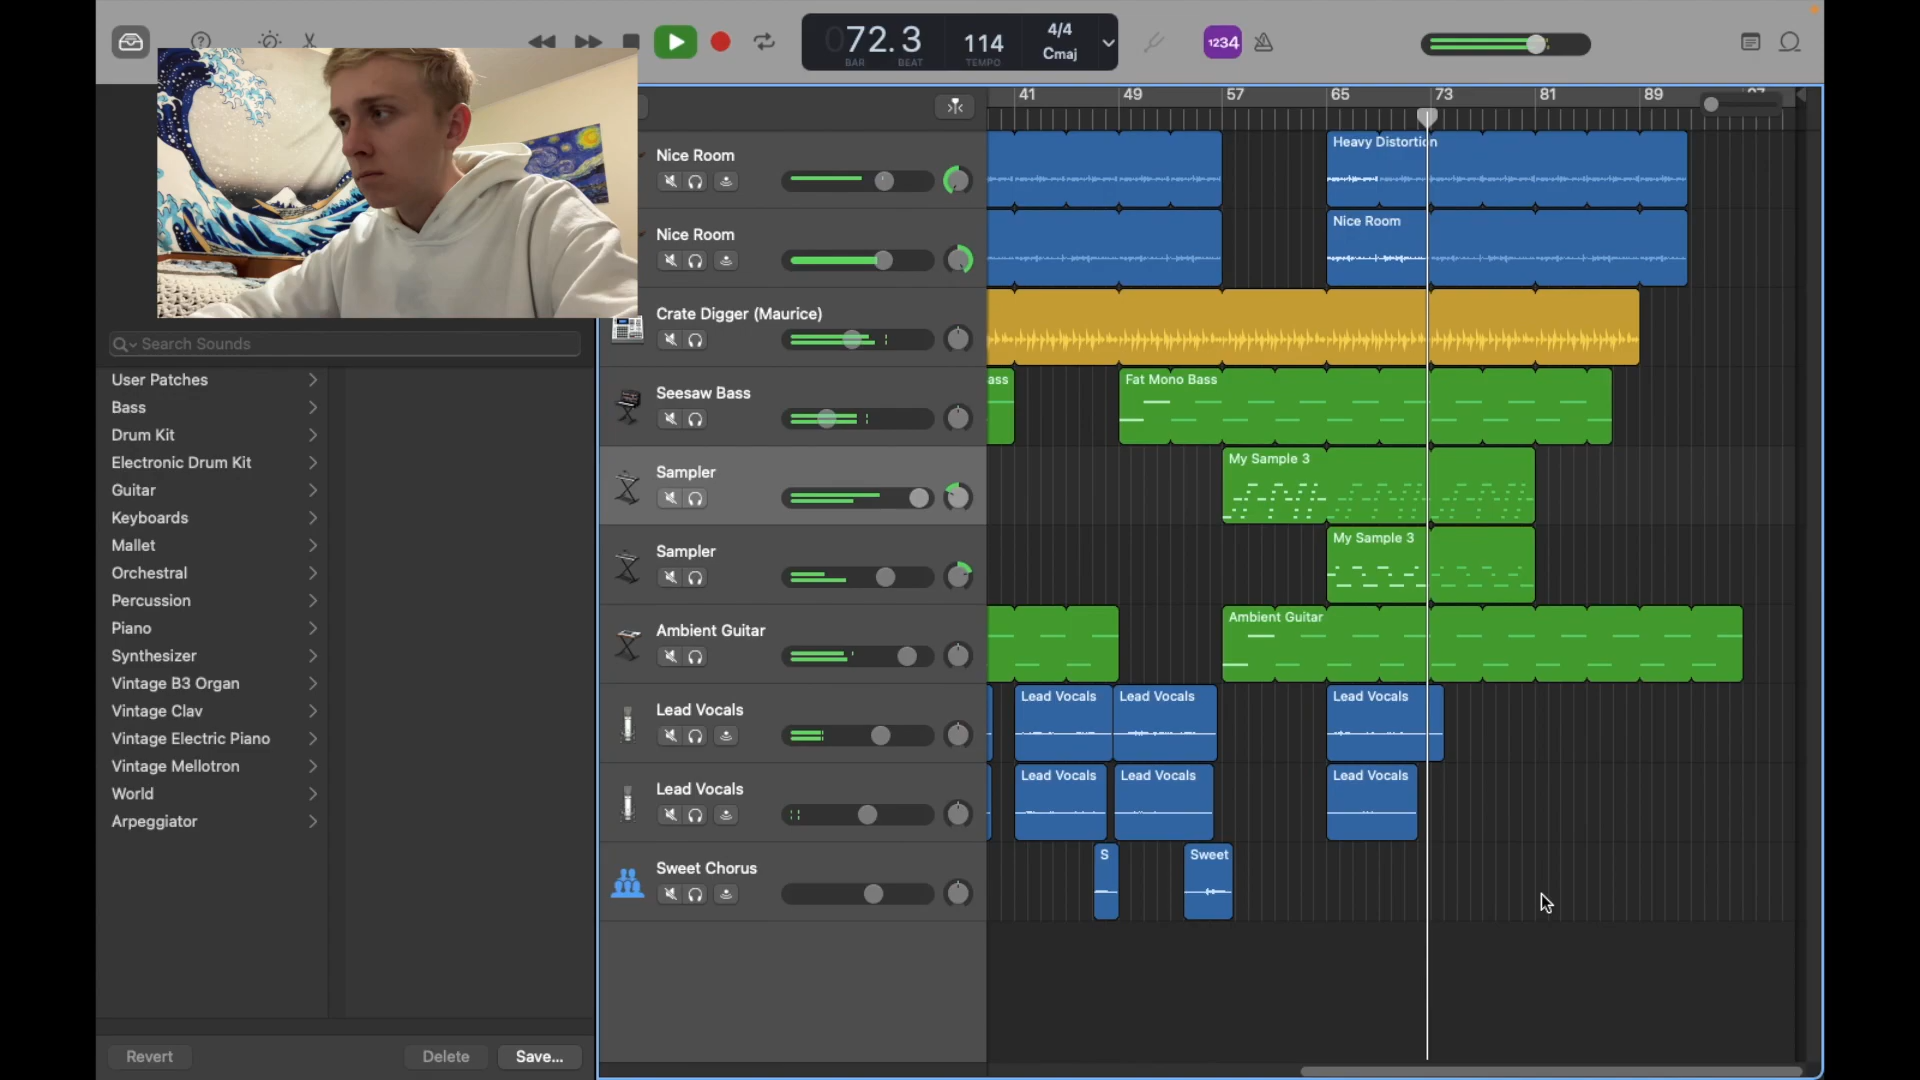 072.3
BAR BEAT
114
TEMPO
4/4
Cmaj
1234
41 49 57 65 73 81 89 97
Nice Room
Heavy Distortion
Nice Room
Nice Room
Crate Digger (Maurice)
Search Sounds
User Patches
Bass
Drum Kit
Electronic Drum Kit
Guitar
Keyboards
Mallet
Orchestral
Percussion
Piano
Synthesizer
Vintage B3 Organ
Vintage Clav
Vintage Electric Piano
Vintage Mellotron
World
Arpeggiator
Seesaw Bass
ass
Fat Mono Bass
Sampler
My Sample 3
Sampler
My Sample 3
Ambient Guitar
Ambient Guitar
Lead Vocals
Lead Vocals Lead Vocals Lead Vocals
Lead Vocals
Lead Vocals Lead Vocals Lead Vocals
Sweet Chorus
S Sweet
Revert
Delete
Save...